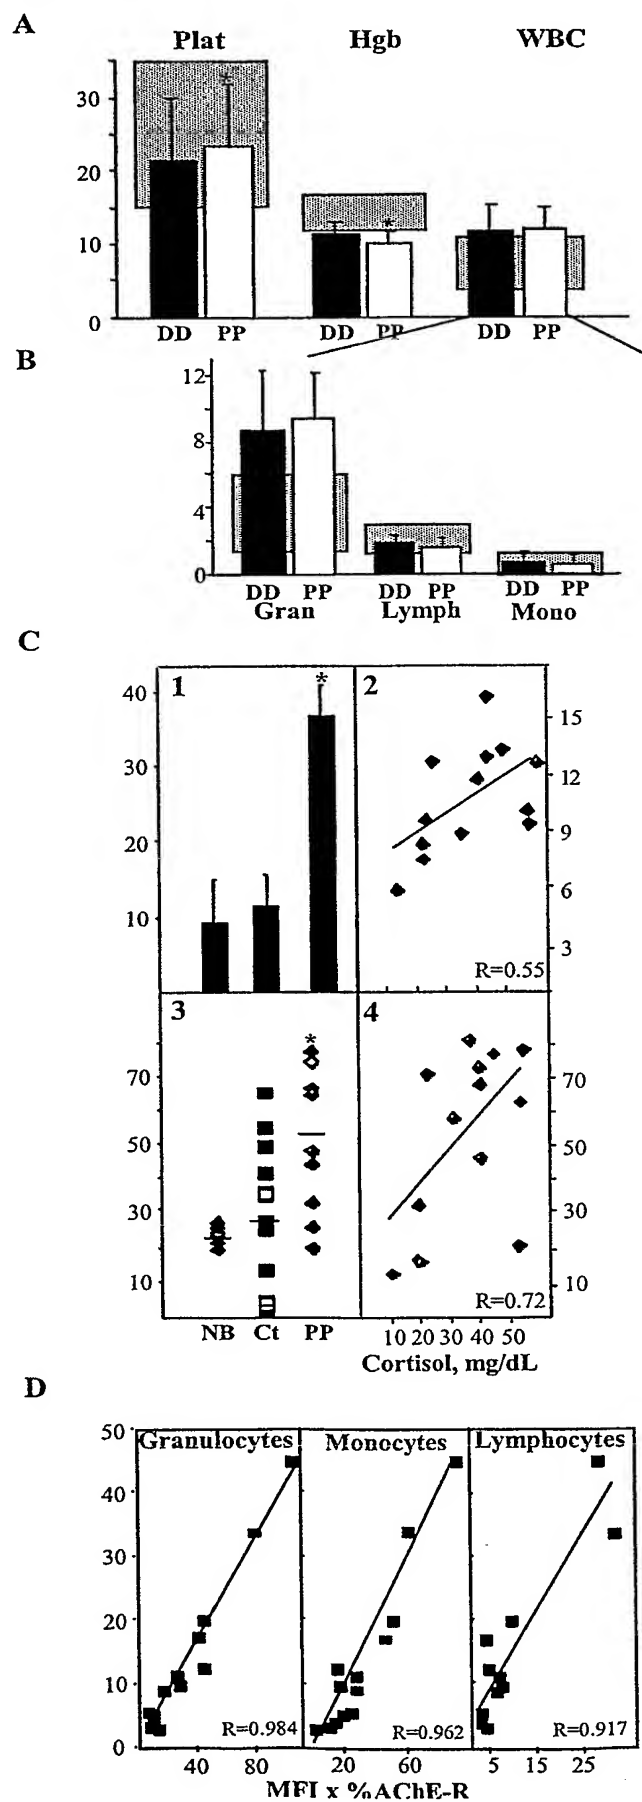 A
Plat Hgb WBC
30
20
10
0
*
*
DD PP DD PP DD PP
B
12
8
4
0
DD PP DD PP DD PP
Gran Lymph Mono
C
1 2
40
30
20
10
*
15
12
9
6
3
R=0.55
3 4
*
70
50
30
10
70
50
30
10
R=0.72
NB Ct PP
10 20 30 40 50
Cortisol, mg/dL
D
50
40
30
20
10
0
Granulocytes Monocytes Lymphocytes
R=0.984 R=0.962 R=0.917
40 80 20 60 5 15 25
MFI x %AChE-R